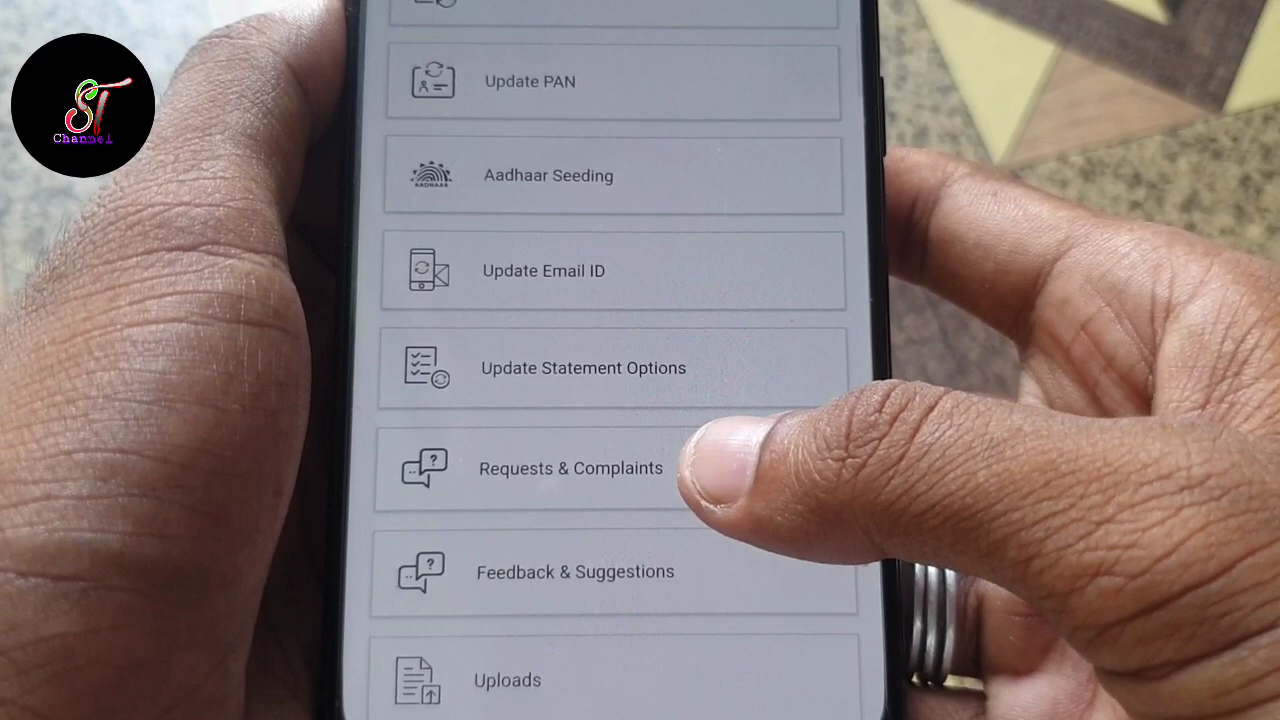 ST
Channel
Update PAN
AADHAAR
Aadhaar Seeding
Update Email ID
Update Statement Options
?
Requests & Complaints
?
Feedback & Suggestions
Uploads